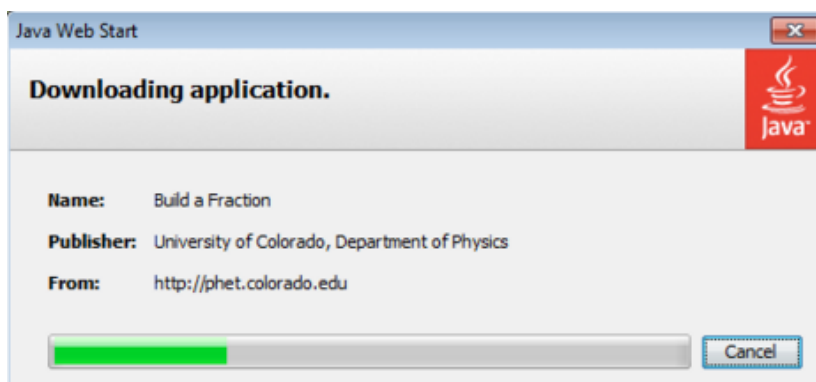 Java Web Start
Downloading application.
Java™
Name: Build a Fraction
Publisher: University of Colorado, Department of Physics
From: http://phet.colorado.edu
Cancel